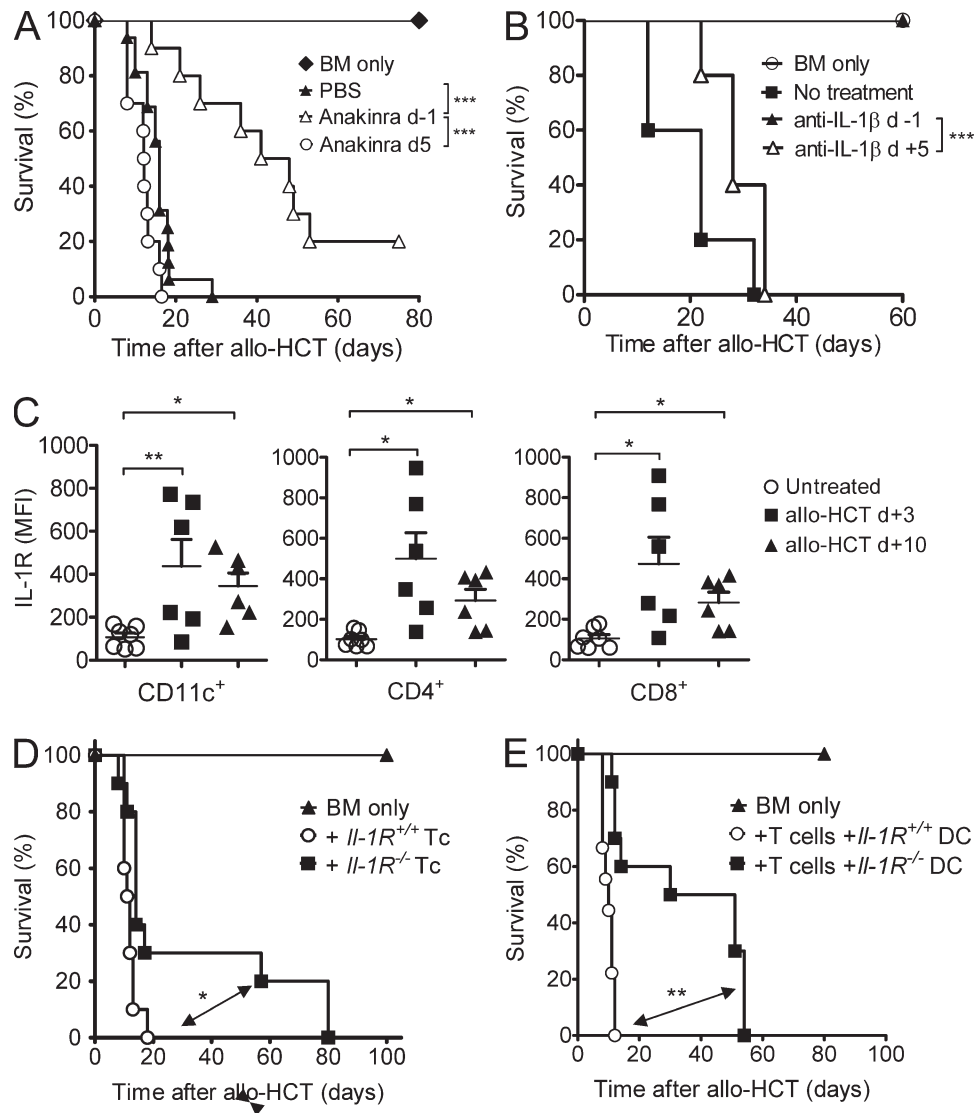 A
Survival (%)
100
80
60
40
20
0
0 20 40 60 80
Time after allo-HCT (days)
BM only
PBS
Anakinra d-1
Anakinra d5
***
***
B
Survival (%)
100
80
60
40
20
0
0 20 40 60
Time after allo-HCT (days)
BM only
No treatment
anti-IL-1β d -1
anti-IL-1β d +5
***
C
IL-1R (MFI)
1000
800
600
400
200
0
*
**
CD11c+
1000
800
600
400
200
0
*
*
CD4+
1000
800
600
400
200
0
*
*
CD8+
Untreated
allo-HCT d+3
allo-HCT d+10
D
Survival (%)
100
80
60
40
20
0
0 20 40 60 80 100
Time after allo-HCT (days)
BM only
+ Il-1R+/+ Tc
+ Il-1R-/- Tc
*
E
Survival (%)
100
80
60
40
20
0
0 20 40 60 80 100
Time after allo-HCT (days)
BM only
+T cells +Il-1R+/+ DC
+T cells +Il-1R-/- DC
**